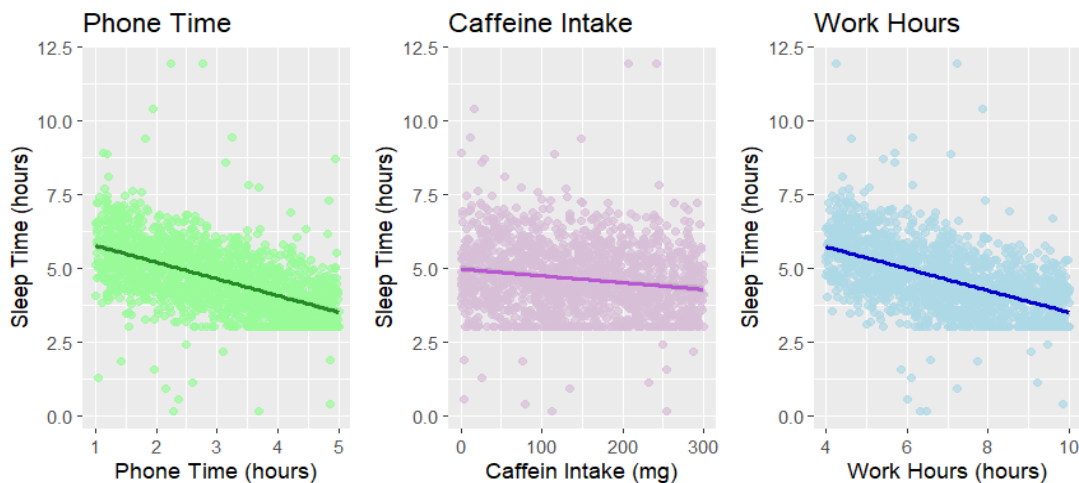 Phone Time
Sleep Time (hours)
12.5
10.0
7.5
5.0
2.5
0.0
1 2 3 4 5
Phone Time (hours)
Caffeine Intake
Sleep Time (hours)
12.5
10.0
7.5
5.0
2.5
0.0
0 100 200 300
Caffein Intake (mg)
Work Hours
Sleep Time (hours)
12.5
10.0
7.5
5.0
2.5
0.0
4 6 8 10
Work Hours (hours)